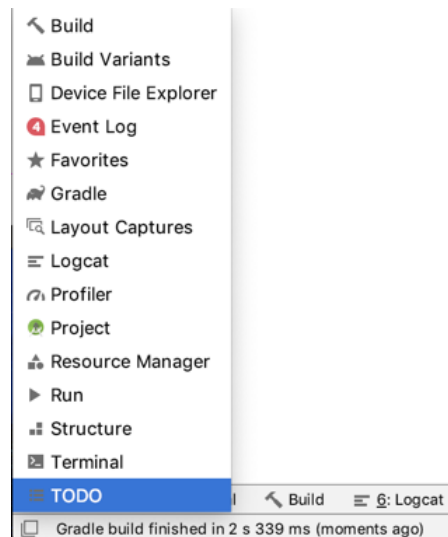 Build
Build Variants
Device File Explorer
4 Event Log
Favorites
Gradle
Layout Captures
Logcat
Profiler
Project
Resource Manager
Run
Structure
Terminal
TODO
l Build 6: Logcat
Gradle build finished in 2 s 339 ms (moments ago)